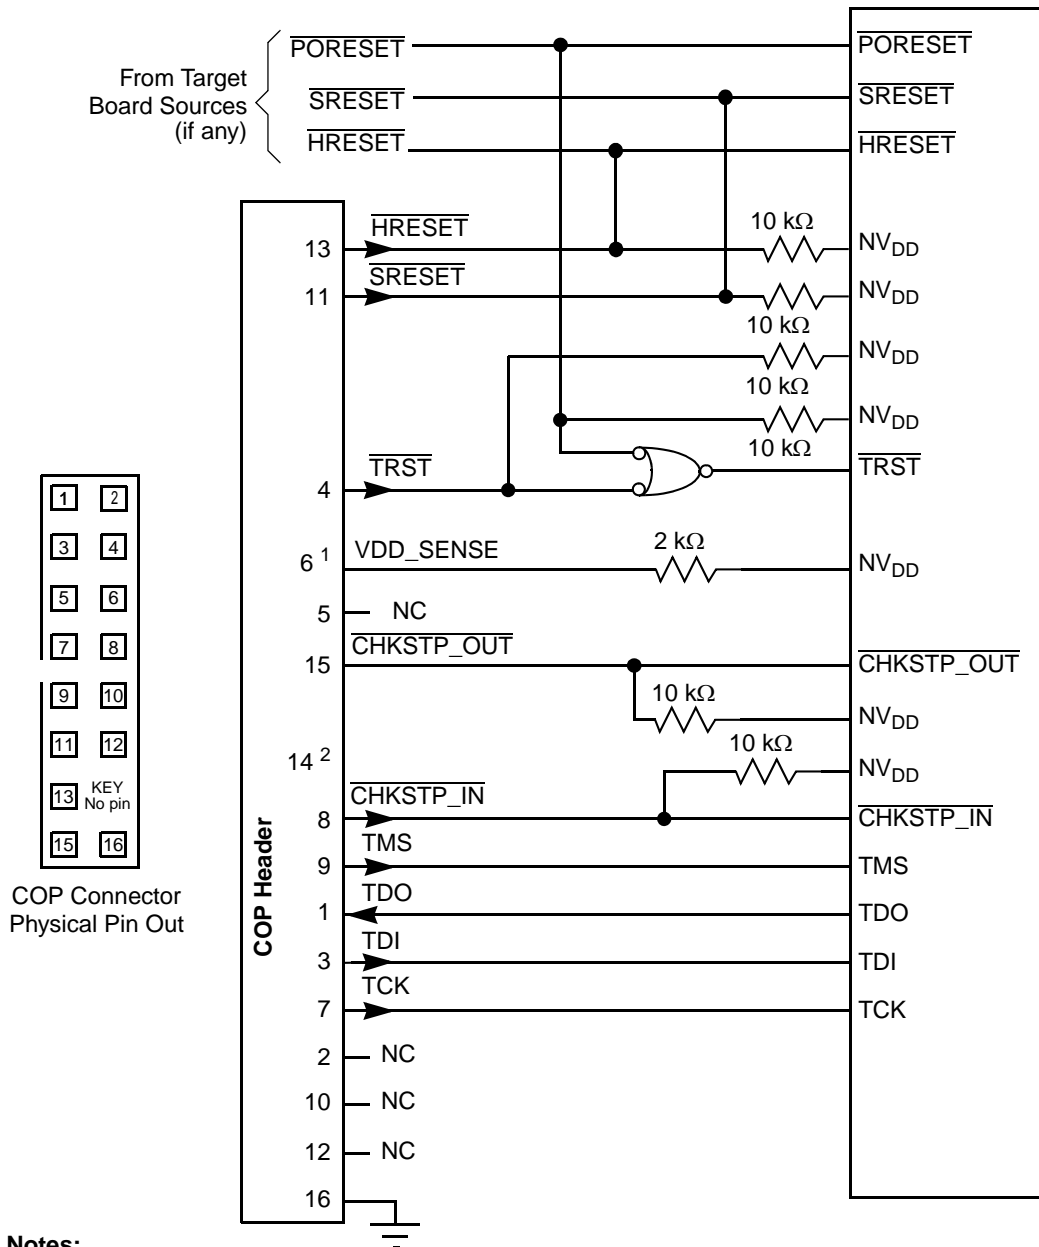 From Target
Board Sources
(if any)
PORESET
SRESET
HRESET
PORESET
SRESET
HRESET
13
HRESET
10 kΩ
NVDD
11
SRESET
10 kΩ
NVDD
10 kΩ
NVDD
10 kΩ
NVDD
4
TRST
TRST
6 1
VDD_SENSE
2 kΩ
NVDD
5
NC
15
CHKSTP_OUT
CHKSTP_OUT
10 kΩ
NVDD
14 2
10 kΩ
NVDD
8
CHKSTP_IN
CHKSTP_IN
9
TMS
TMS
1
TDO
TDO
3
TDI
TDI
7
TCK
TCK
2
NC
10
NC
12
NC
16
COP Header
1 2
3 4
5 6
7 8
9 10
11 12
13 KEY
No pin
15 16
COP Connector
Physical Pin Out
Notes: